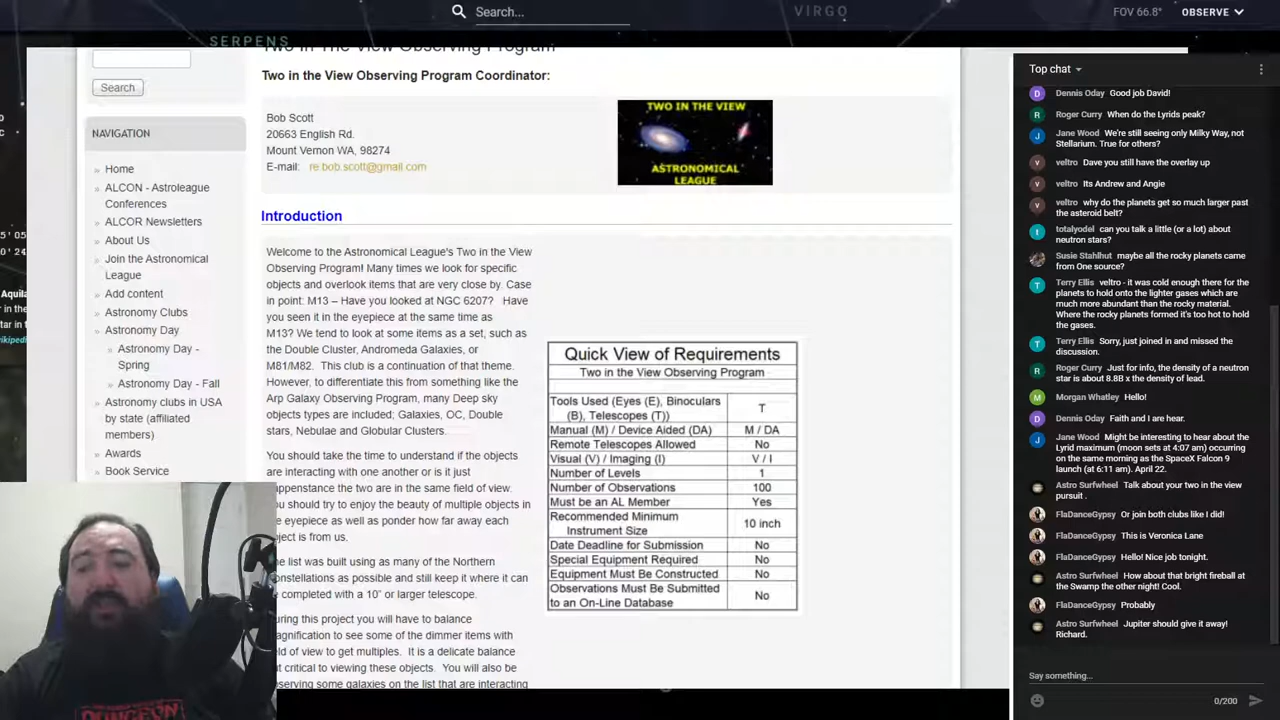 Search...
VIRGO
FOV 66.8°
OBSERVE
SERPENS
Two in the View Observing Program
Two in the View Observing Program Coordinator:
Search
NAVIGATION
» Home
» ALCON - Astroleague
Conferences
» ALCOR Newsletters
» About Us
» Join the Astronomical
League
» Add content
» Astronomy Clubs
» Astronomy Day
» Astronomy Day -
Spring
» Astronomy Day - Fall
» Astronomy clubs in USA
by state (affiliated
members)
» Awards
» Book Service
Bob Scott
20663 English Rd.
Mount Vernon WA, 98274
E-mail: re.bob.scott@gmail.com
TWO IN THE VIEW
ASTRONOMICAL
LEAGUE
Introduction
Welcome to the Astronomical League's Two in the View
Observing Program! Many times we look for specific
objects and overlook items that are very close by. Case
in point: M13 – Have you looked at NGC 6207? Have
you seen it in the eyepiece at the same time as
M13? We tend to look at some items as a set, such as
the Double Cluster, Andromeda Galaxies, or
M81/M82. This club is a continuation of that theme.
However, to differentiate this from something like the
Arp Galaxy Observing Program, many Deep sky
objects types are included; Galaxies, OC, Double
stars, Nebulae and Globular Clusters.
You should take the time to understand if the objects
are interacting with one another or is it just
happenstance the two are in the same field of view.
You should try to enjoy the beauty of multiple objects in
eyepiece as well as ponder how far away each
object is from us.
list was built using as many of the Northern
Constellations as possible and still keep it where it can
completed with a 10" or larger telescope.
During this project you will have to balance
magnification to see some of the dimmer items with
field of view to get multiples. It is a delicate balance
critical to viewing these objects. You will also be
observing some galaxies on the list that are interacting
Quick View of Requirements
Two in the View Observing Program
Tools Used (Eyes (E), Binoculars
(B), Telescopes (T)) T
Manual (M) / Device Aided (DA) M / DA
Remote Telescopes Allowed No
Visual (V) / Imaging (I) V / I
Number of Levels 1
Number of Observations 100
Must be an AL Member Yes
Recommended Minimum
Instrument Size 10 inch
Date Deadline for Submission No
Special Equipment Required No
Equipment Must Be Constructed No
Observations Must Be Submitted
to an On-Line Database No
Aquila
DUNGEON
Top chat
D Dennis Oday Good job David!
R Roger Curry When do the Lyrids peak?
J Jane Wood We're still seeing only Milky Way, not
Stellarium. True for others?
v veltro Dave you still have the overlay up
v veltro Its Andrew and Angie
v veltro why do the planets get so much larger past
the asteroid belt?
t totalyodel can you talk a little (or a lot) about
neutron stars?
Susie Stahlhut maybe all the rocky planets came
from One source?
T Terry Ellis veltro - it was cold enough there for the
planets to hold onto the lighter gases which are
much more abundant than the rocky material.
Where the rocky planets formed it's too hot to hold
the gases.
T Terry Ellis Sorry, just joined in and missed the
discussion.
R Roger Curry Just for info, the density of a neutron
star is about 8.8B x the density of lead.
M Morgan Whatley Hello!
D Dennis Oday Faith and I are hear.
J Jane Wood Might be interesting to hear about the
Lyrid maximum (moon sets at 4:07 am) occurring
on the same morning as the SpaceX Falcon 9
launch (at 6:11 am). April 22.
Astro Surfwheel Talk about your two in the view
pursuit .
FlaDanceGypsy Or join both clubs like I did!
FlaDanceGypsy This is Veronica Lane
FlaDanceGypsy Hello! Nice job tonight.
Astro Surfwheel How about that bright fireball at
the Swamp the other night! Cool.
FlaDanceGypsy Probably
Astro Surfwheel Jupiter should give it away!
Richard.
Say something...
0/200